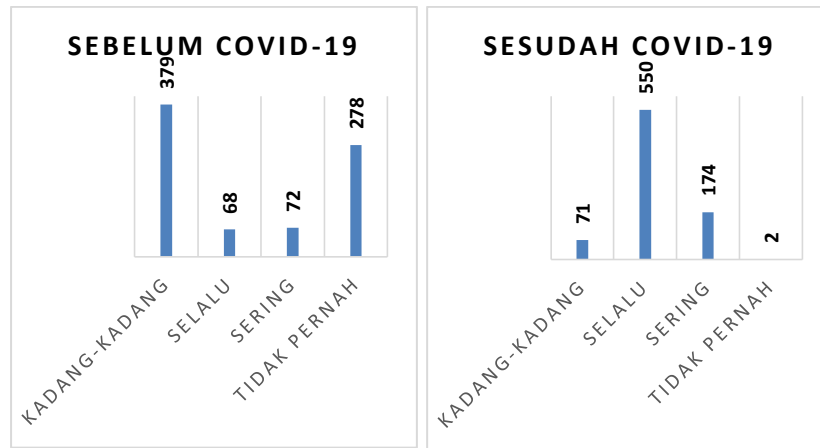 SEBELUM COVID-19
379
68
72
278
KADANG-KADANG
SELALU
SERING
TIDAK PERNAH
SESUDAH COVID-19
71
550
174
2
KADANG-KADANG
SELALU
SERING
TIDAK PERNAH